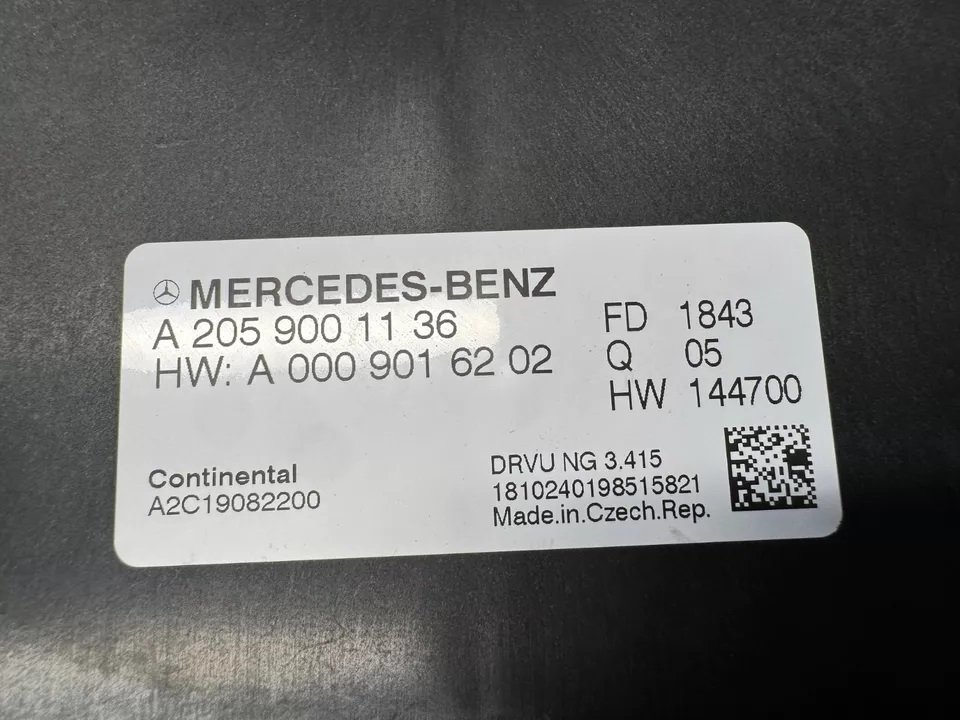 MERCEDES-BENZ
A 205 900 11 36
HW: A 000 901 62 02
FD 1843
Q 05
HW 144700
Continental
A2C19082200
DRVU NG 3.415
1810240198515821
Made.in.Czech.Rep.